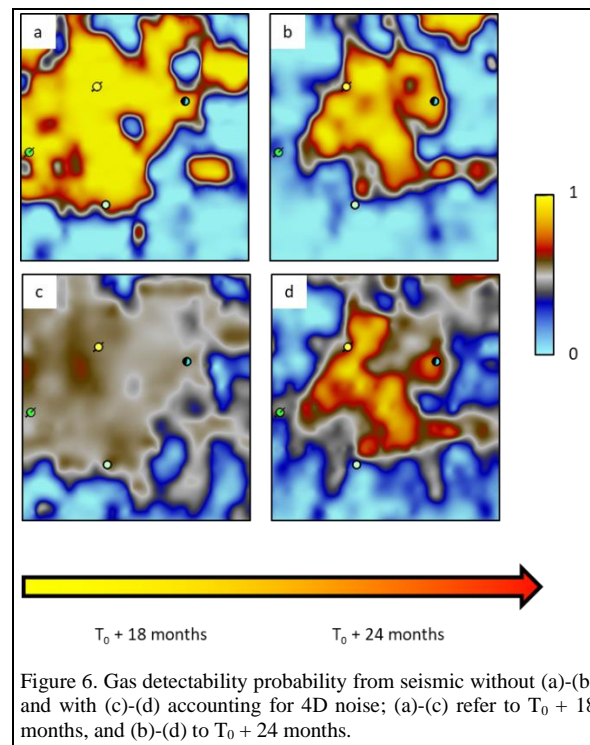 a
b
1
0
c
d
T0 + 18 months
T0 + 24 months
Figure 6. Gas detectability probability from seismic without (a)-(b)
and with (c)-(d) accounting for 4D noise; (a)-(c) refer to T0 + 18
months, and (b)-(d) to T0 + 24 months.